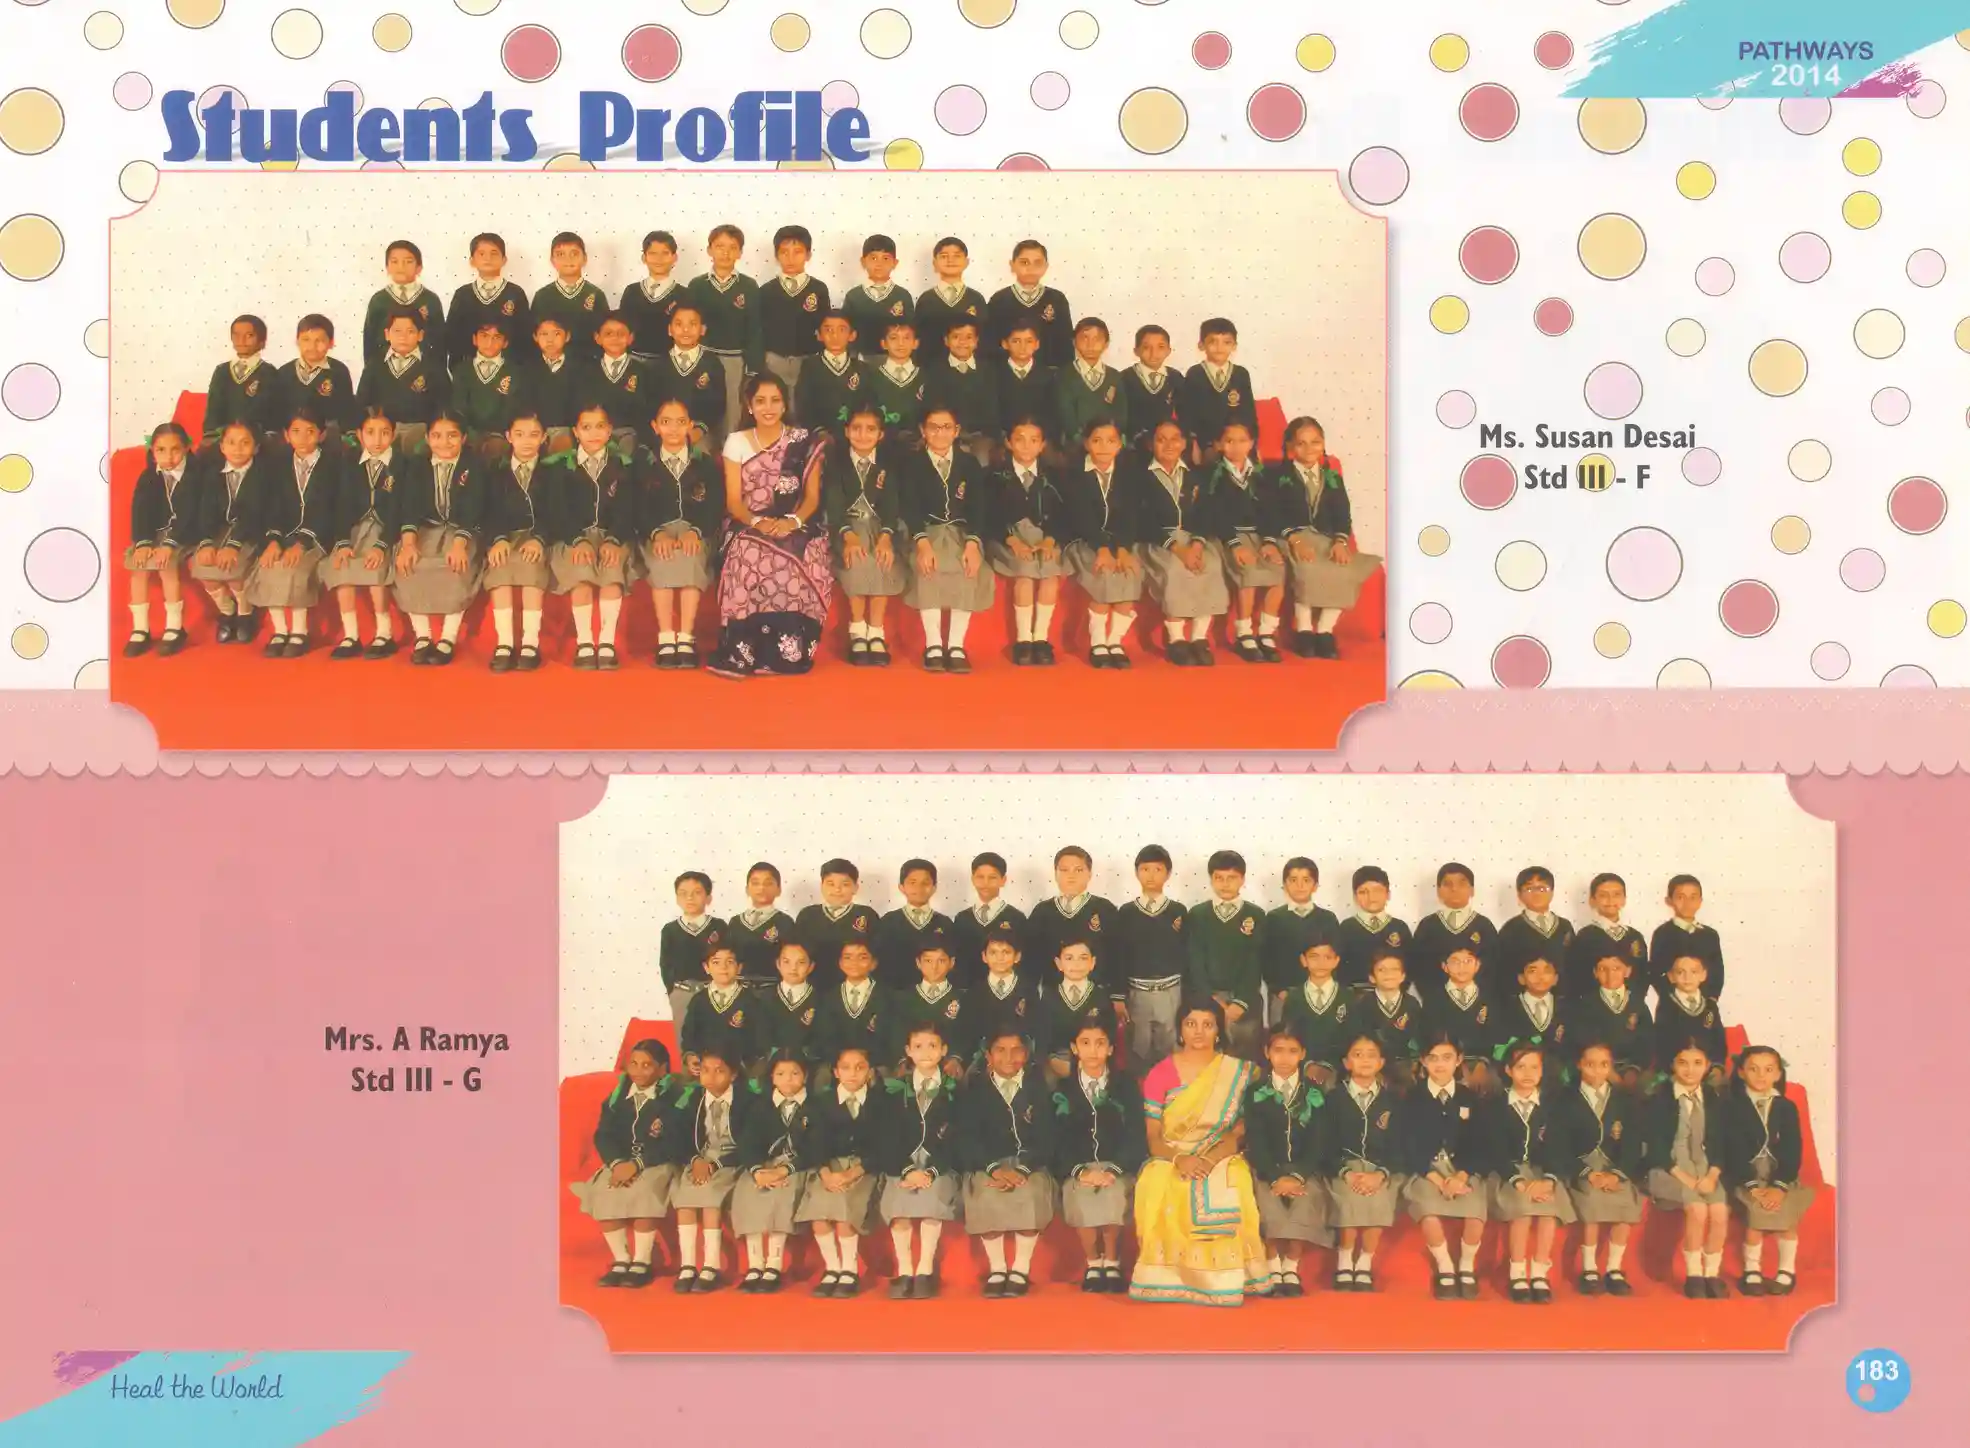 PATHWAYS
2014
Students Profile
Ms. Susan Desai
Std III - F
Mrs. A Ramya
Std III - G
Heal the World
183